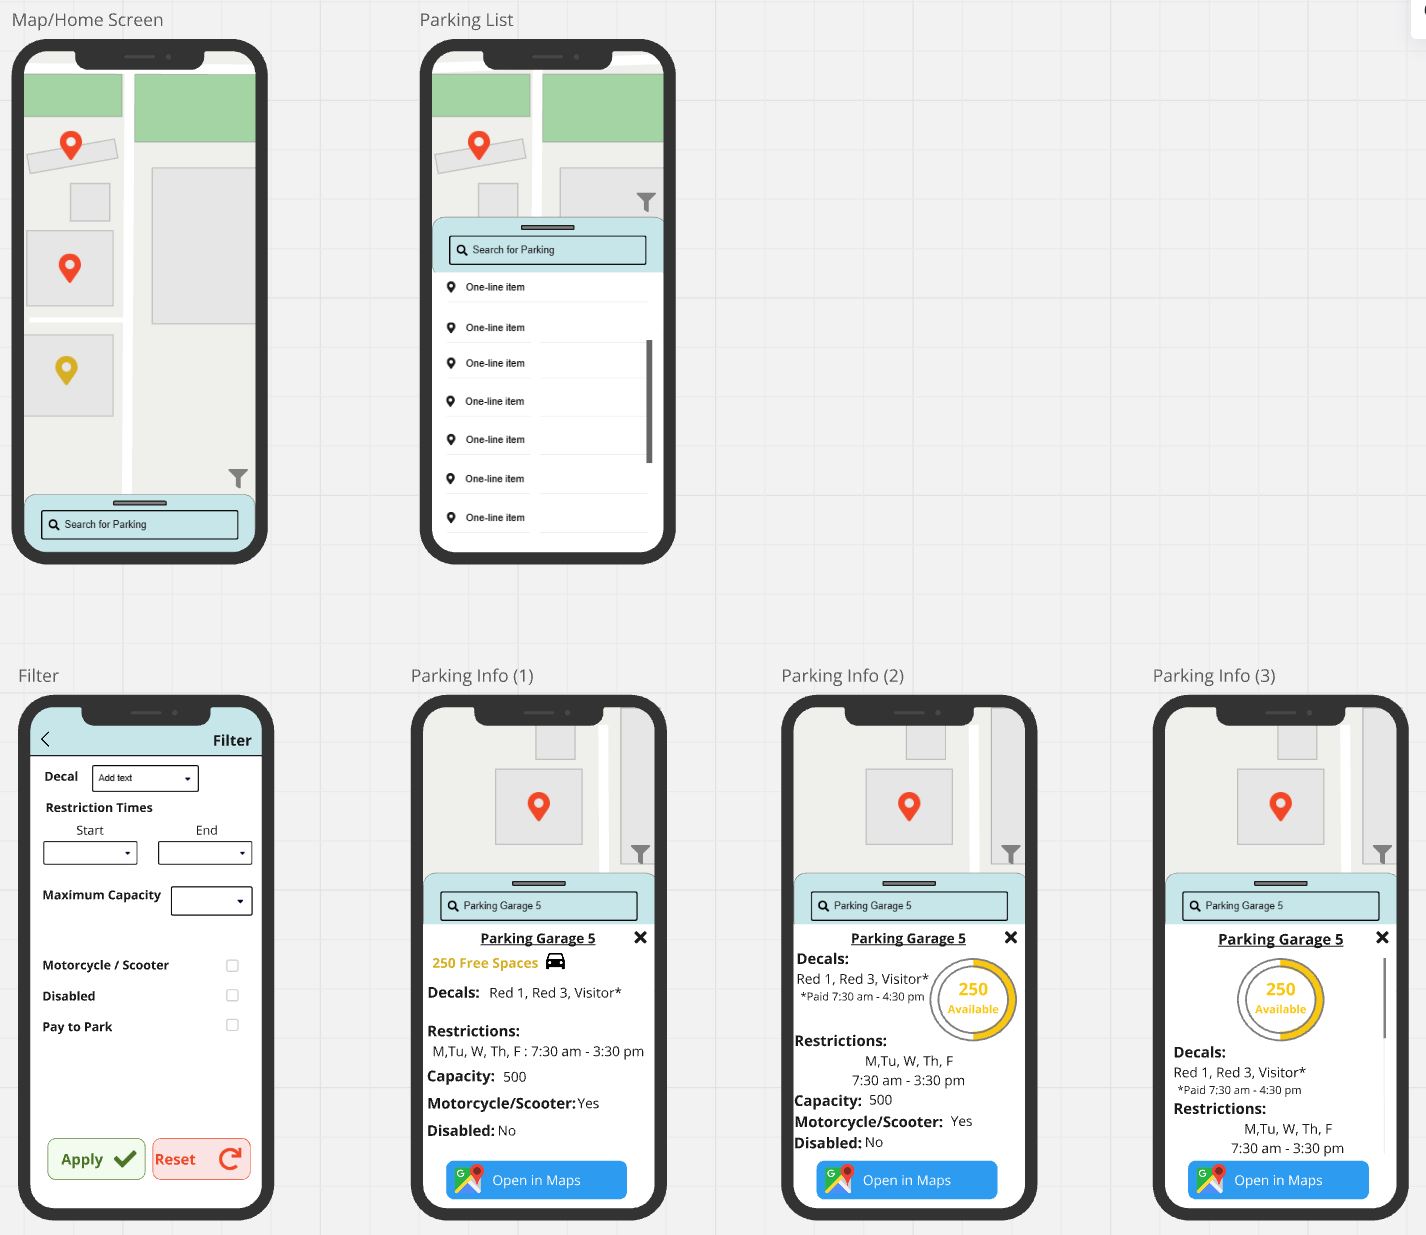 Map/Home Screen
Search for Parking
Parking List
Search for Parking
One-line item
One-line item
One-line item
One-line item
One-line item
One-line item
One-line item
Filter
Filter
Decal Add text
Restriction Times
Start End
Maximum Capacity
Motorcycle / Scooter
Disabled
Pay to Park
Apply Reset
Parking Info (1)
Parking Garage 5
Parking Garage 5
250 Free Spaces
Decals: Red 1, Red 3, Visitor*
Restrictions:
M,Tu, W, Th, F : 7:30 am - 3:30 pm
Capacity: 500
Motorcycle/Scooter: Yes
Disabled: No
G
Open in Maps
Parking Info (2)
Parking Garage 5
Parking Garage 5
Decals:
Red 1, Red 3, Visitor*
*Paid 7:30 am - 4:30 pm
250
Available
Restrictions:
M,Tu, W, Th, F
7:30 am - 3:30 pm
Capacity: 500
Motorcycle/Scooter: Yes
Disabled: No
G
Open in Maps
Parking Info (3)
Parking Garage 5
Parking Garage 5
250
Available
Decals:
Red 1, Red 3, Visitor*
*Paid 7:30 am - 4:30 pm
Restrictions:
M,Tu, W, Th, F
7:30 am - 3:30 pm
G
Open in Maps